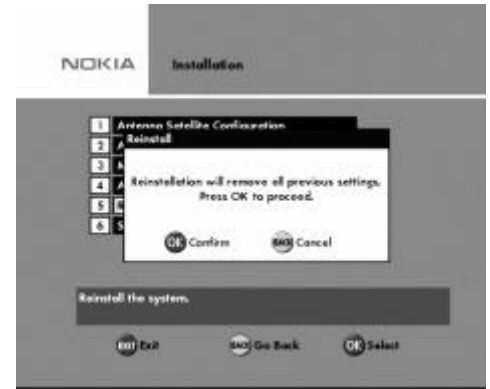 NOKIA
Installation
1 Antenna Satellite Configuration
Reinstall
2 A
3
4 A
5
6 S
Reinstallation will remove all previous settings.
Press OK to proceed.
OK Confirm BACK Cancel
Reinstall the system.
EXIT Exit BACK Go Back OK Select